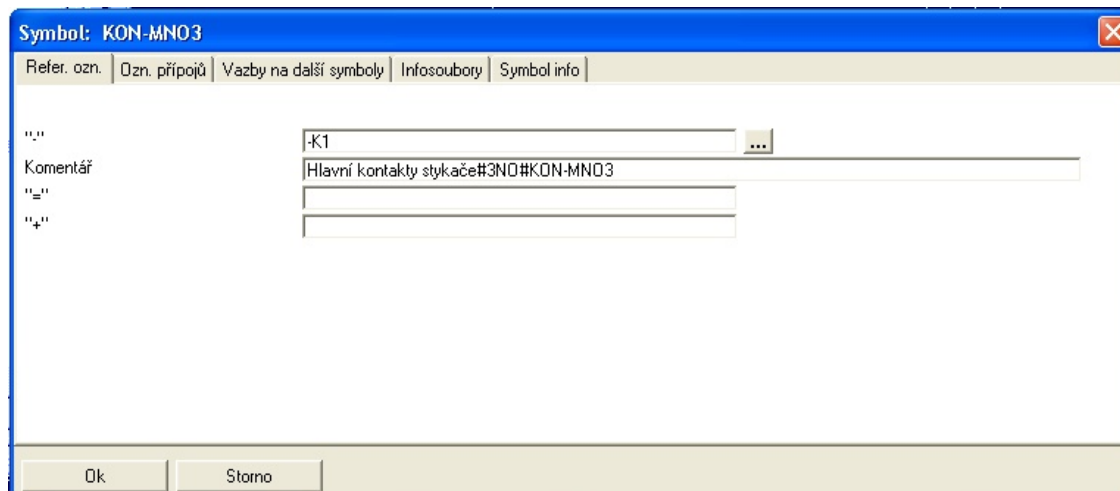 Symbol: KON-MNO3
Refer. ozn. Ozn. přípojů Vazby na další symboly Infosoubory Symbol info
"-" -K1 ...
Komentář Hlavní kontakty stykače#3NO#KON-MNO3
"="
"+"
Ok Storno